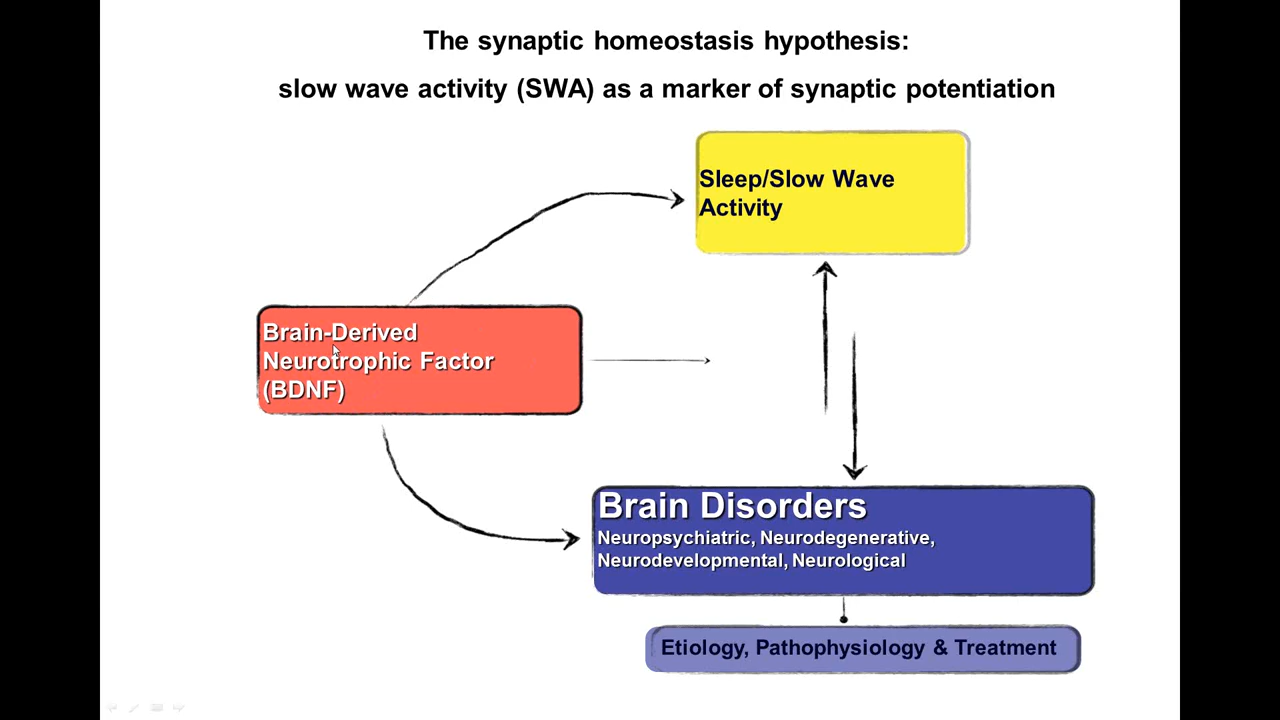 The synaptic homeostasis hypothesis:
slow wave activity (SWA) as a marker of synaptic potentiation
Sleep/Slow Wave
Activity
Brain-Derived
Neurotrophic Factor
(BDNF)
Brain Disorders
Neuropsychiatric, Neurodegenerative,
Neurodevelopmental, Neurological
Etiology, Pathophysiology & Treatment